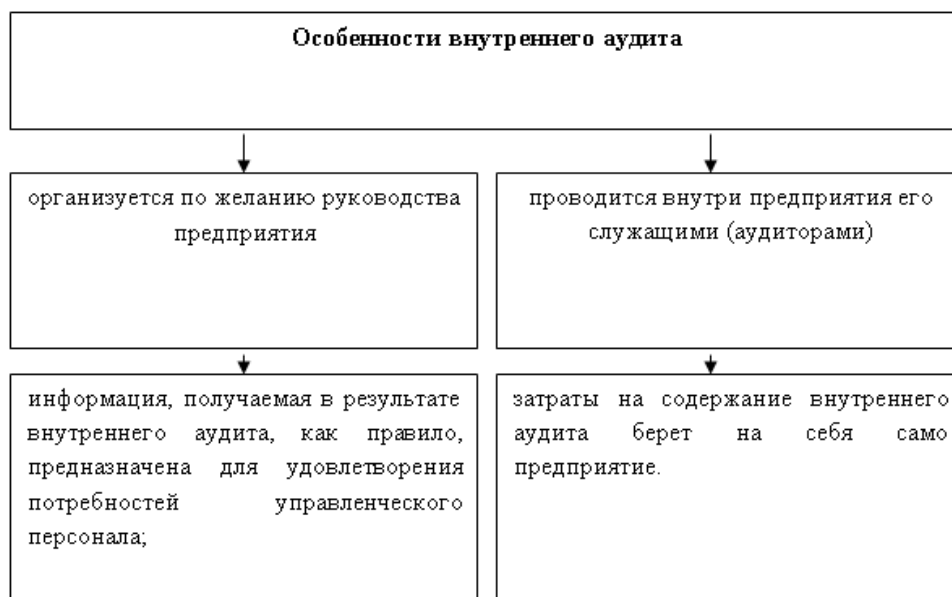 Особенности внутреннего аудита
организуется по желанию руководства
предприятия
проводится внутри предприятия его
служащими (аудиторами)
информация, получаемая в результате
внутреннего аудита, как правило,
предназначена для удовлетворения
потребностей управленческого
персонала;
затраты на содержание внутреннего
аудита берет на себя само
предприятие.